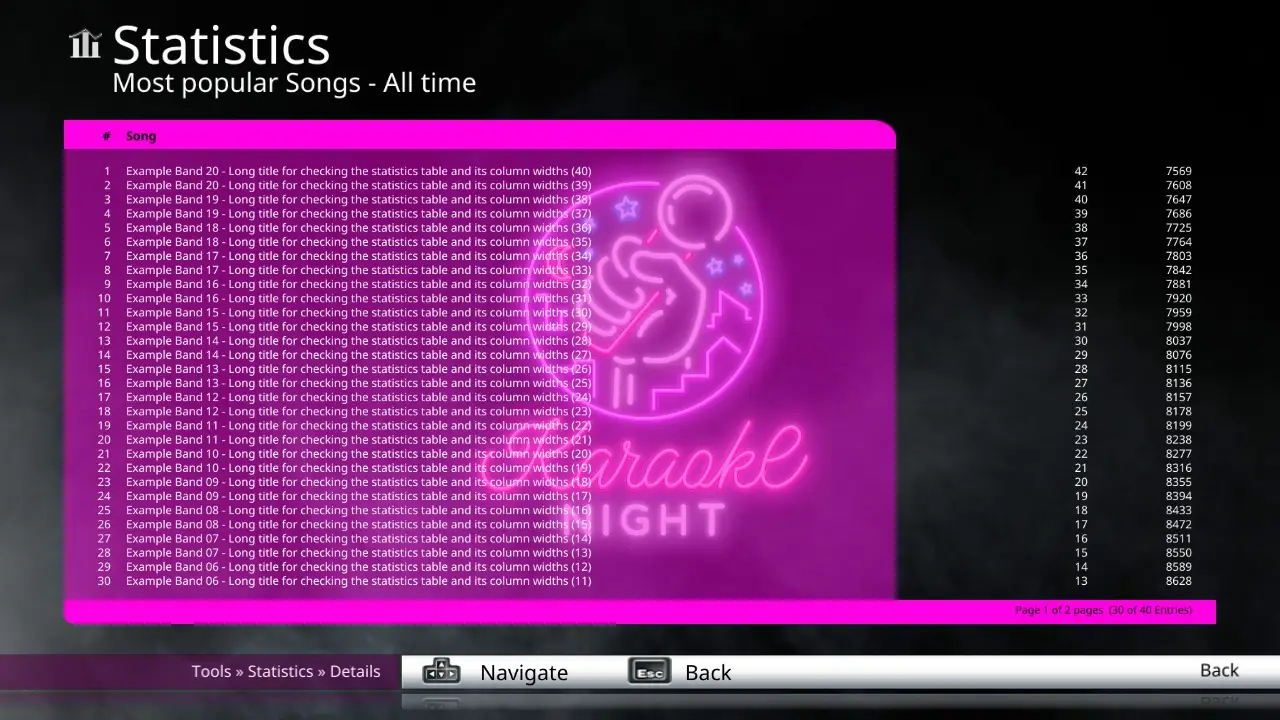 Statistics
Most popular Songs - All time
# Song
1 Example Band 20 - Long title for checking the statistics table and its column widths (40) 42 7569
2 Example Band 20 - Long title for checking the statistics table and its column widths (39) 41 7608
3 Example Band 19 - Long title for checking the statistics table and its column widths (38) 40 7647
4 Example Band 19 - Long title for checking the statistics table and its column widths (37) 39 7686
5 Example Band 18 - Long title for checking the statistics table and its column widths (36) 38 7725
6 Example Band 18 - Long title for checking the statistics table and its column widths (35) 37 7764
7 Example Band 17 - Long title for checking the statistics table and its column widths (34) 36 7803
8 Example Band 17 - Long title for checking the statistics table and its column widths (33) 35 7842
9 Example Band 16 - Long title for checking the statistics table and its column widths (32) 34 7881
10 Example Band 16 - Long title for checking the statistics table and its column widths (31) 33 7920
11 Example Band 15 - Long title for checking the statistics table and its column widths (30) 32 7959
12 Example Band 15 - Long title for checking the statistics table and its column widths (29) 31 7998
13 Example Band 14 - Long title for checking the statistics table and its column widths (28) 30 8037
14 Example Band 14 - Long title for checking the statistics table and its column widths (27) 29 8076
15 Example Band 13 - Long title for checking the statistics table and its column widths (26) 28 8115
16 Example Band 13 - Long title for checking the statistics table and its column widths (25) 27 8136
17 Example Band 12 - Long title for checking the statistics table and its column widths (24) 26 8157
18 Example Band 12 - Long title for checking the statistics table and its column widths (23) 25 8178
19 Example Band 11 - Long title for checking the statistics table and its column widths (22) 24 8199
20 Example Band 11 - Long title for checking the statistics table and its column widths (21) 23 8238
21 Example Band 10 - Long title for checking the statistics table and its column widths (20) 22 8277
22 Example Band 10 - Long title for checking the statistics table and its column widths (19) 21 8316
23 Example Band 09 - Long title for checking the statistics table and its column widths (18) 20 8355
24 Example Band 09 - Long title for checking the statistics table and its column widths (17) 19 8394
25 Example Band 08 - Long title for checking the statistics table and its column widths (16) 18 8433
26 Example Band 08 - Long title for checking the statistics table and its column widths (15) 17 8472
27 Example Band 07 - Long title for checking the statistics table and its column widths (14) 16 8511
28 Example Band 07 - Long title for checking the statistics table and its column widths (13) 15 8550
29 Example Band 06 - Long title for checking the statistics table and its column widths (12) 14 8589
30 Example Band 06 - Long title for checking the statistics table and its column widths (11) 13 8628
Karaoke
NIGHT
Page 1 of 2 pages (30 of 40 Entries)
Tools » Statistics » Details
Navigate
Esc Back
Back